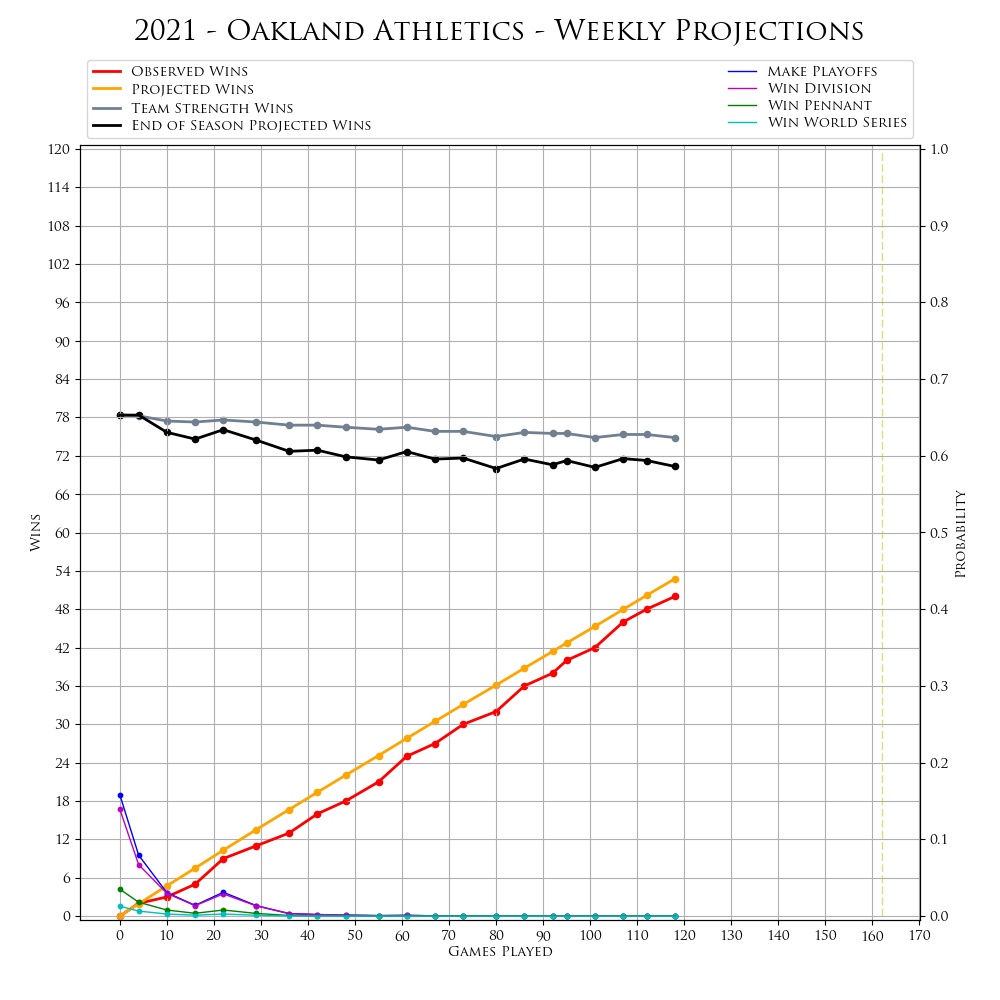 2021 - Oakland Athletics - Weekly Projections
Observed Wins
Projected Wins
Team Strength Wins
End of Season Projected Wins
Make Playoffs
Win Division
Win Pennant
Win World Series
120
114
108
102
96
90
84
78
72
66
60
54
48
42
36
30
24
18
12
6
0
Wins
1.0
0.9
0.8
0.7
0.6
0.5
0.4
0.3
0.2
0.1
0.0
Probability
0 10 20 30 40 50 60 70 80 90 100 110 120 130 140 150 160 170
Games Played